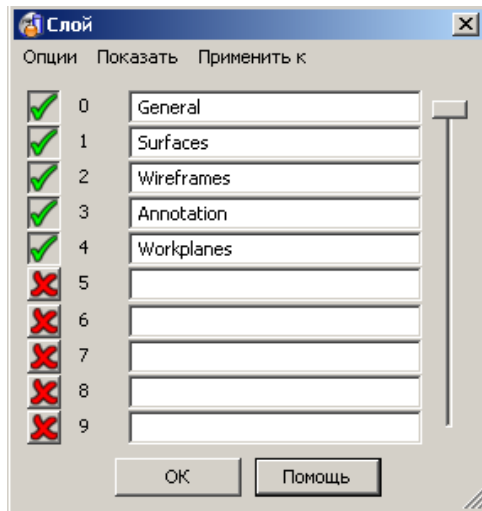 Слой
Опции Показать Применить к
0 General
1 Surfaces
2 Wireframes
3 Annotation
4 Workplanes
5
6
7
8
9
ОК Помощь